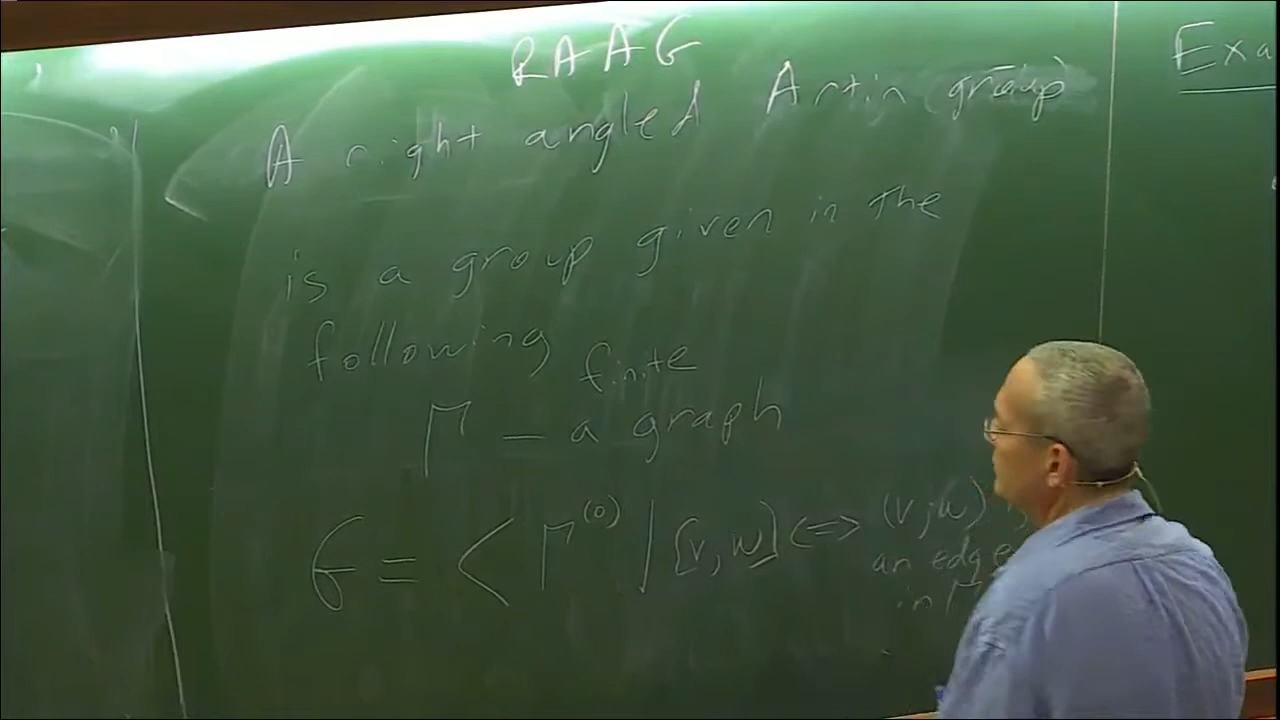 RAAG
A right angled Artin group
is a group given in the
following
finite
Γ — a graph
G = < Γ^(0) | [v, w] <=> (v, w)
an edge
in Γ
Exa